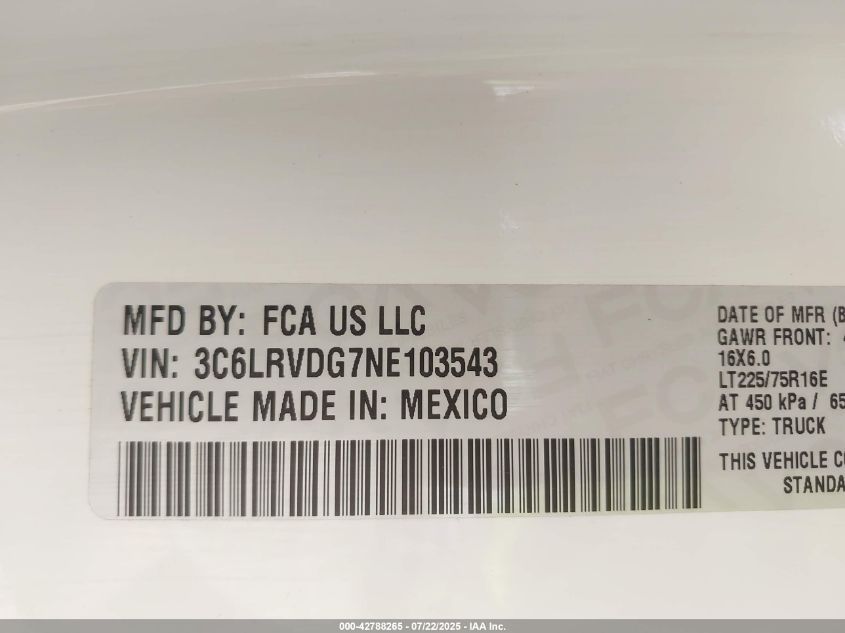 MFD BY: FCA US LLC
VIN: 3C6LRVDG7NE103543
VEHICLE MADE IN: MEXICO
DATE OF MFR (
GAWR FRONT:
16X6.0
LT225/75R16E
AT 450 kPa / 65
TYPE: TRUCK
THIS VEHICLE
STANDA
000-42788265 - 07/22/2025 - IAA Inc.